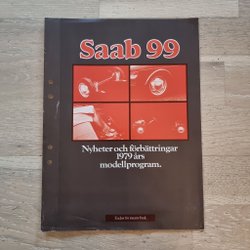 Saab 99
Nyheter och förbättringar
1979 års
modellprogram.